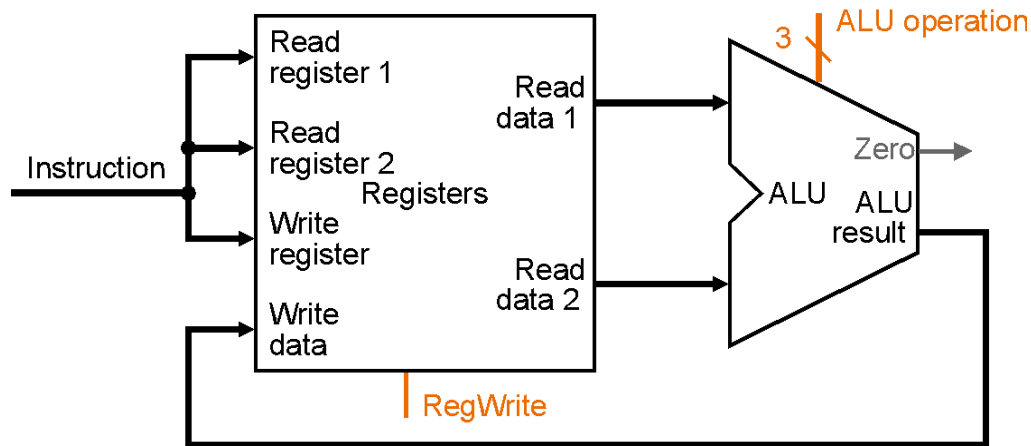 Instruction
Read
register 1
Read
register 2
Registers
Write
register
Write
data
Read
data 1
Read
data 2
RegWrite
3
ALU operation
Zero
ALU
ALU
result